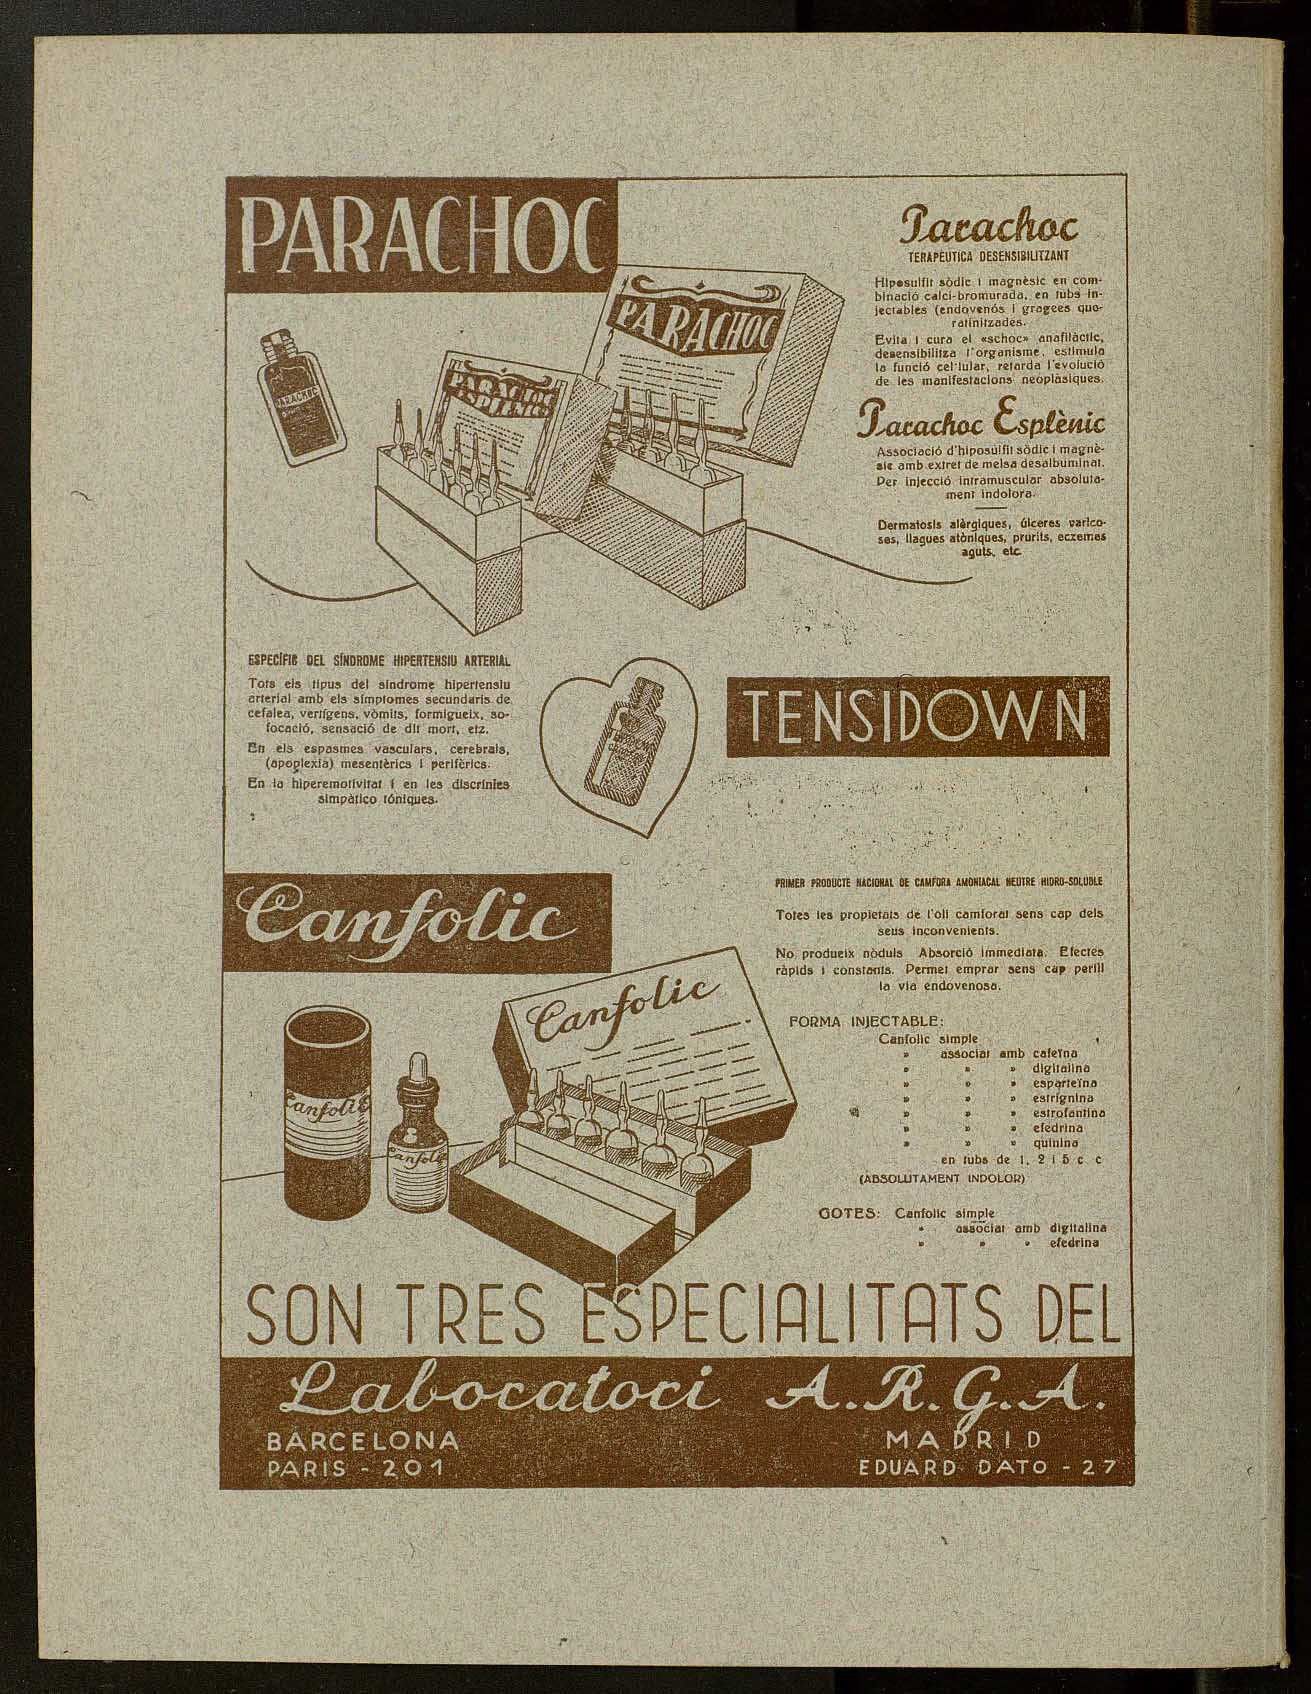 PARACHOC
Parachoc
TERAPÈUTICA DESENSIBILITZANT
Hiposulfit sòdic i magnèsic en com-
binació calci-bromurada, en tubs in-
jectables (endovenós i gragees que-
ratinitzades.
Evita i cura el «schoc» anafilàctic,
desensibilitza l'organisme, estimula
la funció cel·lular, retarda l'evolució
de les manifestacions neoplàsiques.
Parachoc Esplènic
Associació d'hiposulfit sòdic i magnè-
sic amb extret de melsa desalbuminat.
Per injecció intramuscular absoluta-
ment indolora.
Dermatosis alèrgiques, úlceres varico-
ses, llagues atòniques, prurits, eczemes
aguts, etc
PARACHOC
PARACHOC
ESPLENIC
PARACHOC
ESPECÍFIC DEL SÍNDROME HIPERTENSIU ARTERIAL
Tots els tipus del síndrome hipertensiu
arterial amb els símptomes secundaris de
cefalea, vertígens, vòmits, formigueix, so-
focació, sensació de dit mort, etz.
En els espasmes vasculars, cerebrals,
(apoplexia) mesentèrics i perifèrics.
En la hiperemotivitat i en les discrínies
simpàtico tóniques.
TENSIDOWN
Canfolic
PRIMER PRODUCTE NACIONAL DE CAMFORA AMONIACAL NEUTRE HIDRO-SOLUBLE
Totes les propietats de l'oli camforat sens cap dels
seus inconvenients.
No produeix nòduls Absorció immediata. Efectes
ràpids i constants. Permet emprar sens cap perill
la via endovenosa.
FORMA INJECTABLE:
Canfolic simple
» associat amb cafeïna
» » » digitalina
» » » esparteïna
» » » estrígnina
» » » estrofantina
» » » efedrina
» » » quinina
en tubs de 1, 2 i 5 c c
(ABSOLUTAMENT INDOLOR)
GOTES: Canfolic simple
» associat amb digitalina
» » » efedrina
Canfolic
Canfolic
Canfolic
SON TRES ESPECIALITATS DEL
Laboratori A.R.G.A.
BARCELONA
PARIS - 201
MADRID
EDUARD DATO - 27